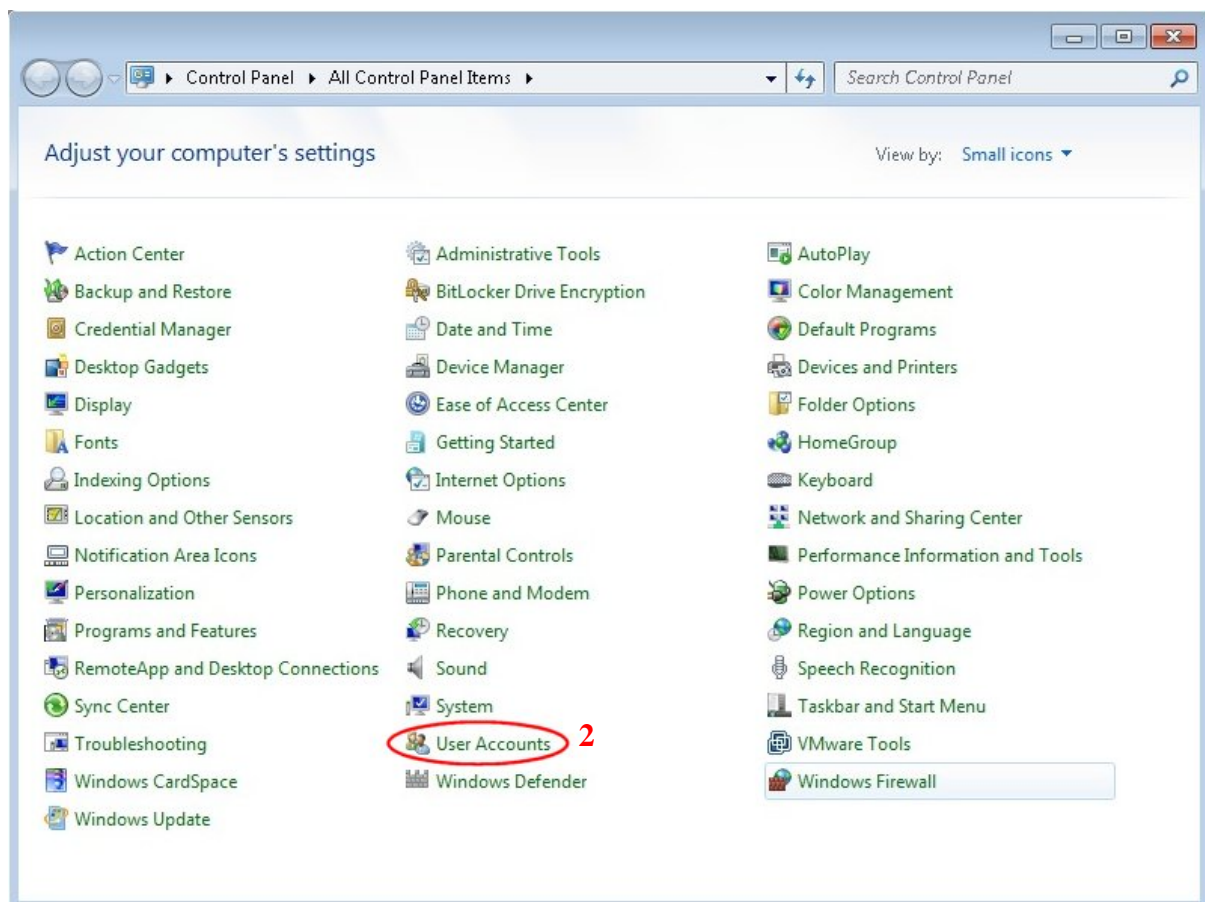 Control Panel All Control Panel Items Search Control Panel
Adjust your computer's settings View by: Small icons
Action Center Administrative Tools AutoPlay
Backup and Restore BitLocker Drive Encryption Color Management
Credential Manager Date and Time Default Programs
Desktop Gadgets Device Manager Devices and Printers
Display Ease of Access Center Folder Options
Fonts Getting Started HomeGroup
Indexing Options Internet Options Keyboard
Location and Other Sensors Mouse Network and Sharing Center
Notification Area Icons Parental Controls Performance Information and Tools
Personalization Phone and Modem Power Options
Programs and Features Recovery Region and Language
RemoteApp and Desktop Connections Sound Speech Recognition
Sync Center System Taskbar and Start Menu
Troubleshooting User Accounts 2 VMware Tools
Windows CardSpace Windows Defender Windows Firewall
Windows Update